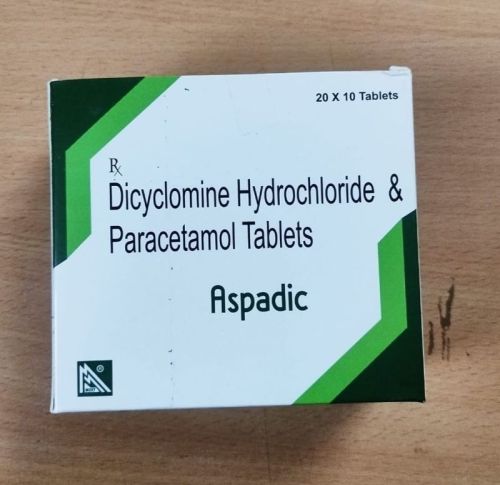 20 X 10 Tablets
Rx
Dicyclomine Hydrochloride &
Paracetamol Tablets
Aspadic